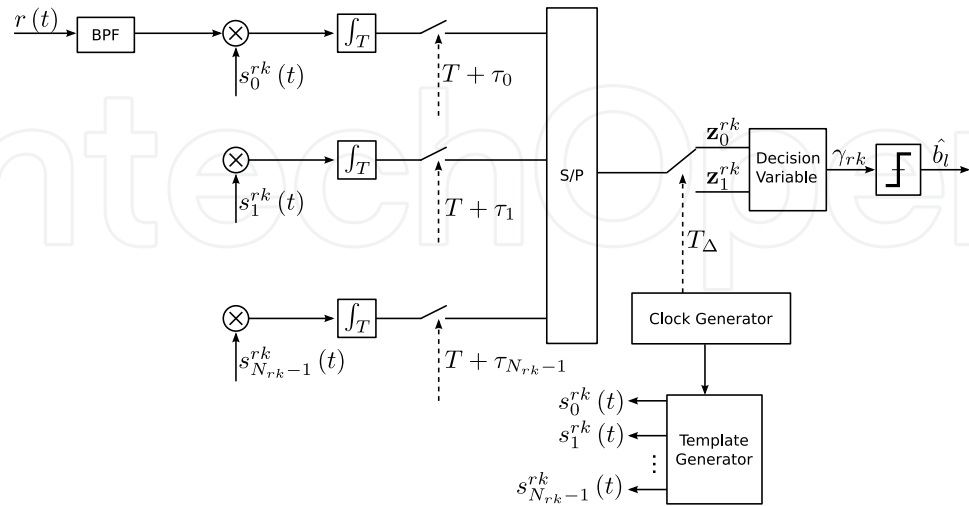 r (t)
BPF
∫_T
s_0^{rk} (t)
T + τ_0
∫_T
s_1^{rk} (t)
T + τ_1
∫_T
s_{N_{rk}-1}^{rk} (t)
T + τ_{N_{rk}-1}
S/P
z_0^{rk}
z_1^{rk}
T_Δ
Decision
Variable
γ_{rk}
\hat{b}_l
Clock Generator
Template
Generator
s_0^{rk} (t)
s_1^{rk} (t)
⋮
s_{N_{rk}-1}^{rk} (t)
ntechOpe